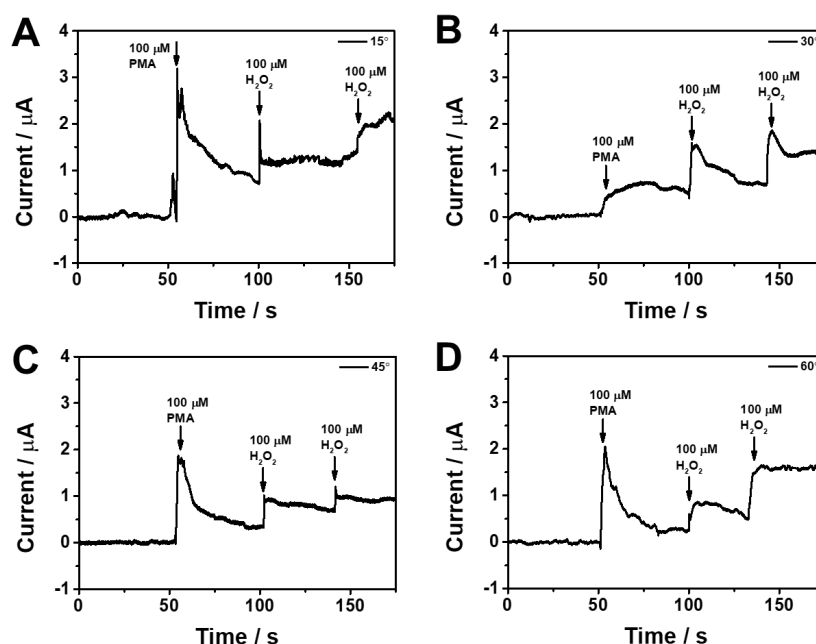 A
15°
100 μM
PMA
100 μM
H₂O₂
100 μM
H₂O₂
Current / μA
4
3
2
1
0
-1
0
50
100
150
Time / s
B
30°
100 μM
PMA
100 μM
H₂O₂
100 μM
H₂O₂
Current / μA
4
3
2
1
0
-1
0
50
100
150
Time / s
C
45°
100 μM
PMA
100 μM
H₂O₂
100 μM
H₂O₂
Current / μA
4
3
2
1
0
-1
0
50
100
150
Time / s
D
60°
100 μM
PMA
100 μM
H₂O₂
100 μM
H₂O₂
Current / μA
4
3
2
1
0
-1
0
50
100
150
Time / s